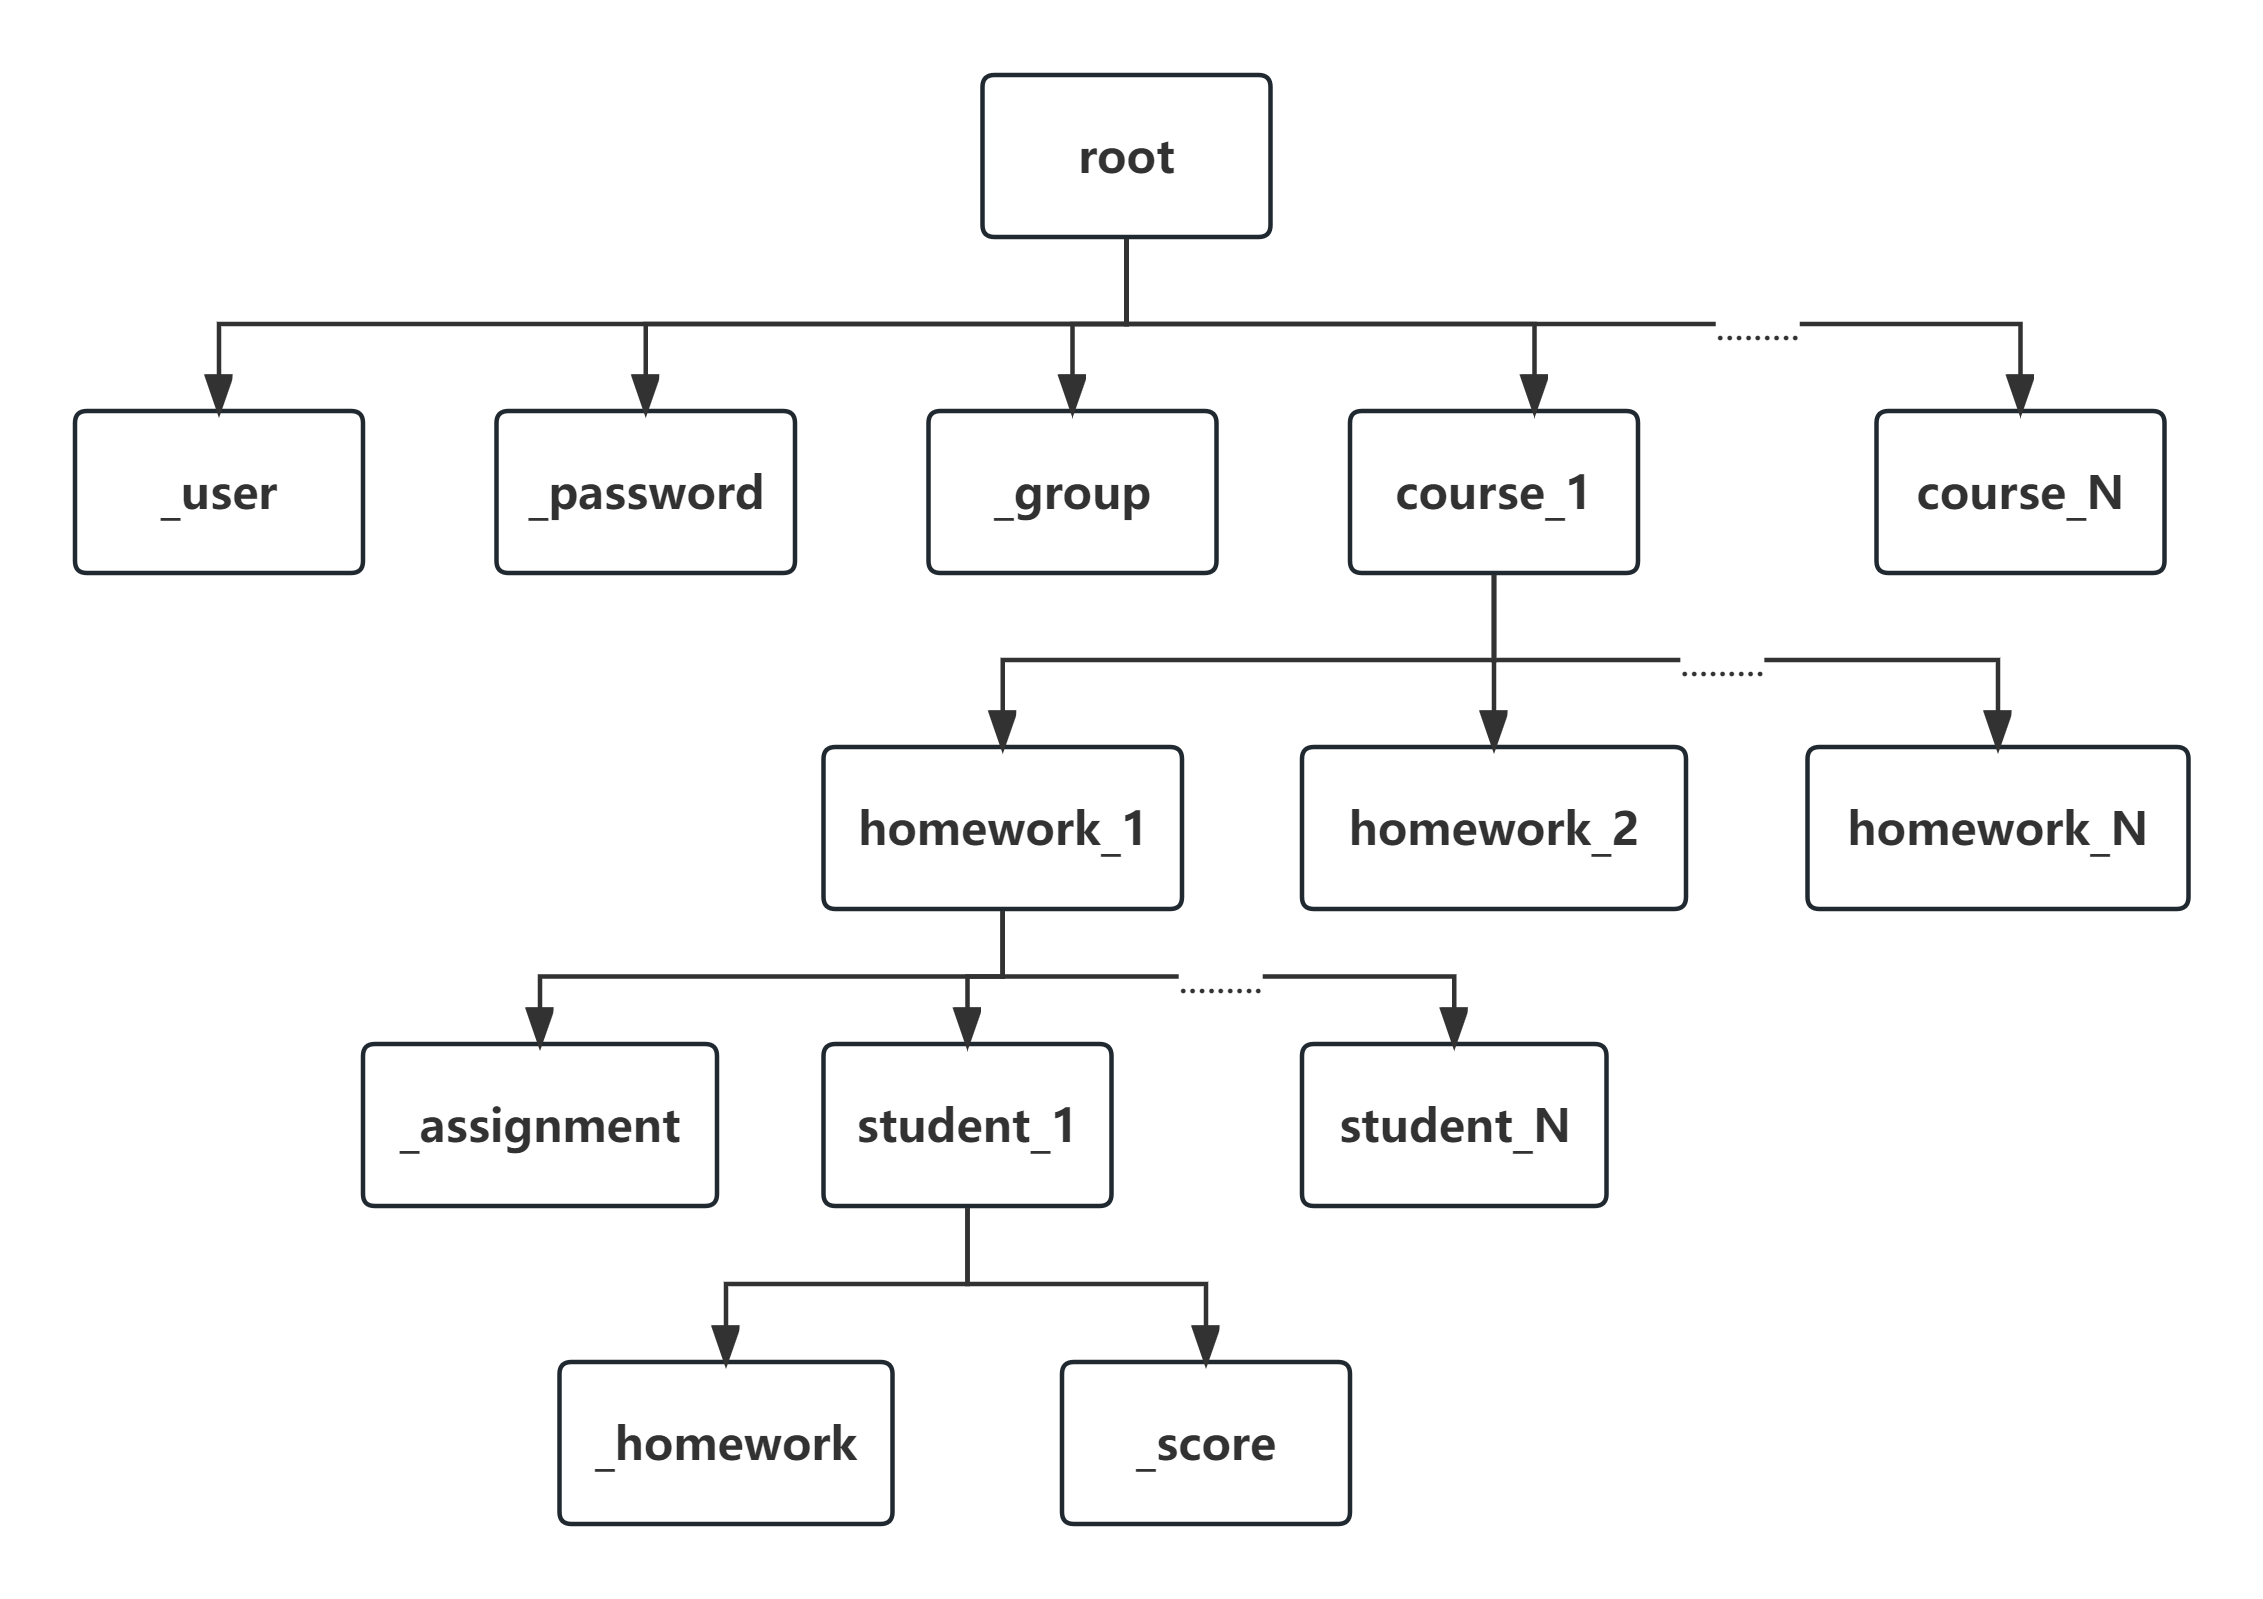 root
.........
_user
_password
_group
course_1
course_N
.........
homework_1
homework_2
homework_N
.........
_assignment
student_1
student_N
_homework
_score